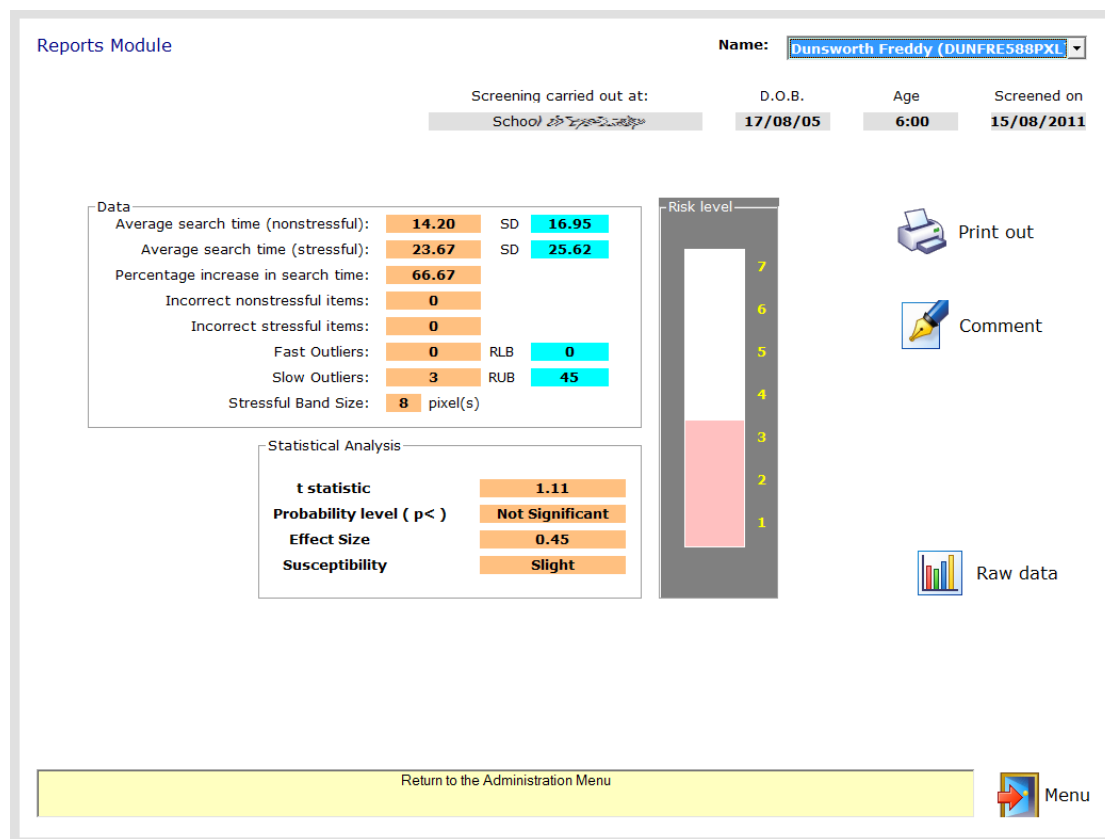 Reports Module
Name: Dunsworth Freddy (DUNFRE588PXL
Screening carried out at: D.O.B. Age Screened on
School 17/08/05 6:00 15/08/2011
Data
Average search time (nonstressful): 14.20 SD 16.95
Average search time (stressful): 23.67 SD 25.62
Percentage increase in search time: 66.67
Incorrect nonstressful items: 0
Incorrect stressful items: 0
Fast Outliers: 0 RLB 0
Slow Outliers: 3 RUB 45
Stressful Band Size: 8 pixel(s)
Statistical Analysis
t statistic 1.11
Probability level ( p< ) Not Significant
Effect Size 0.45
Susceptibility Slight
Risk level
7
6
5
4
3
2
1
Print out
Comment
Raw data
Return to the Administration Menu
Menu